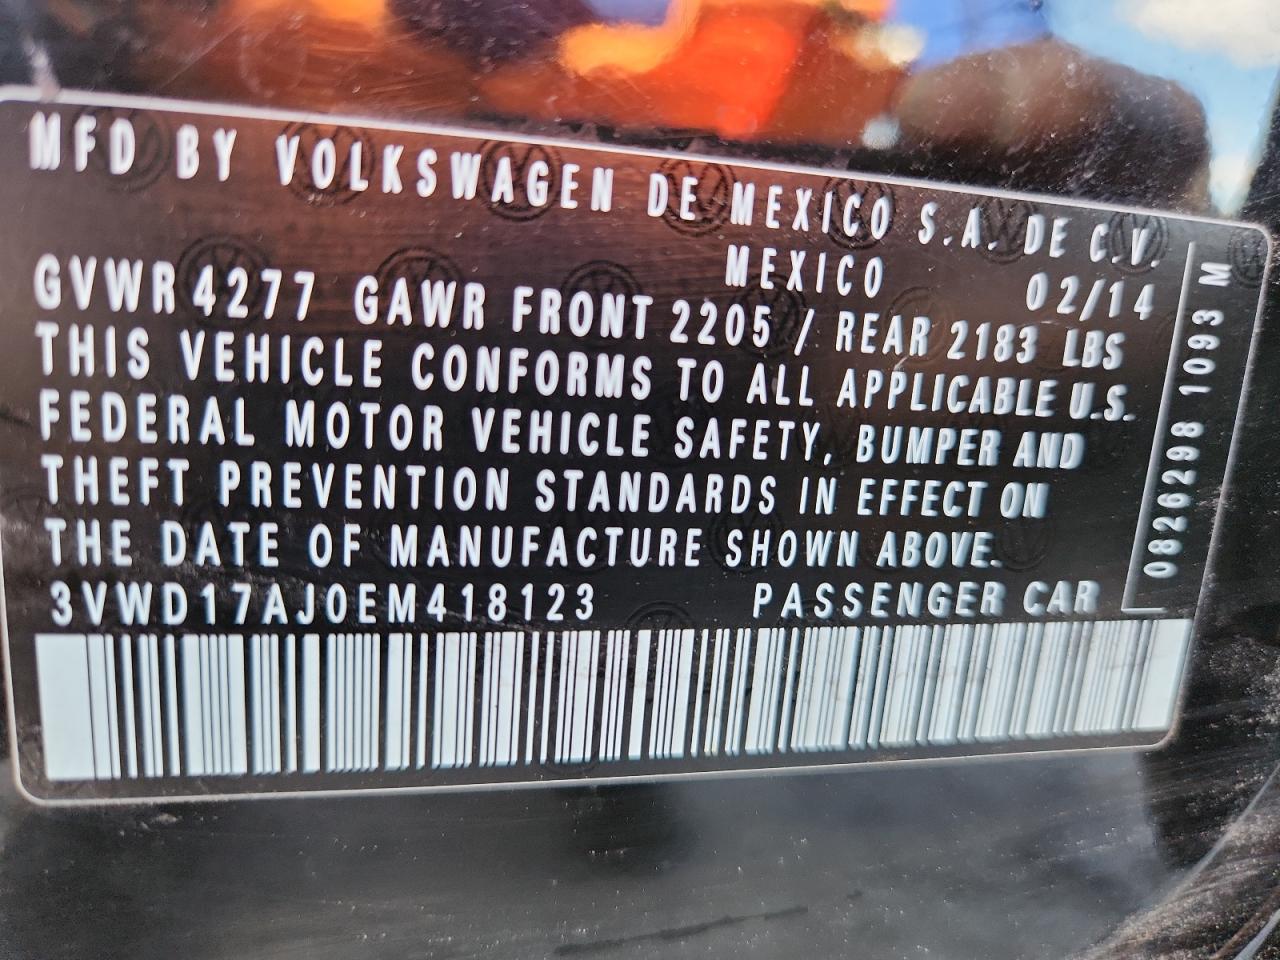 MFD BY VOLKSWAGEN DE MEXICO S.A. DE C.V.
MEXICO 02/14
GVWR 4277 GAWR FRONT 2205 / REAR 2183 LBS
THIS VEHICLE CONFORMS TO ALL APPLICABLE U.S.
FEDERAL MOTOR VEHICLE SAFETY, BUMPER AND
THEFT PREVENTION STANDARDS IN EFFECT ON
THE DATE OF MANUFACTURE SHOWN ABOVE.
3VWD17AJ0EM418123 PASSENGER CAR
0826298 1093 M